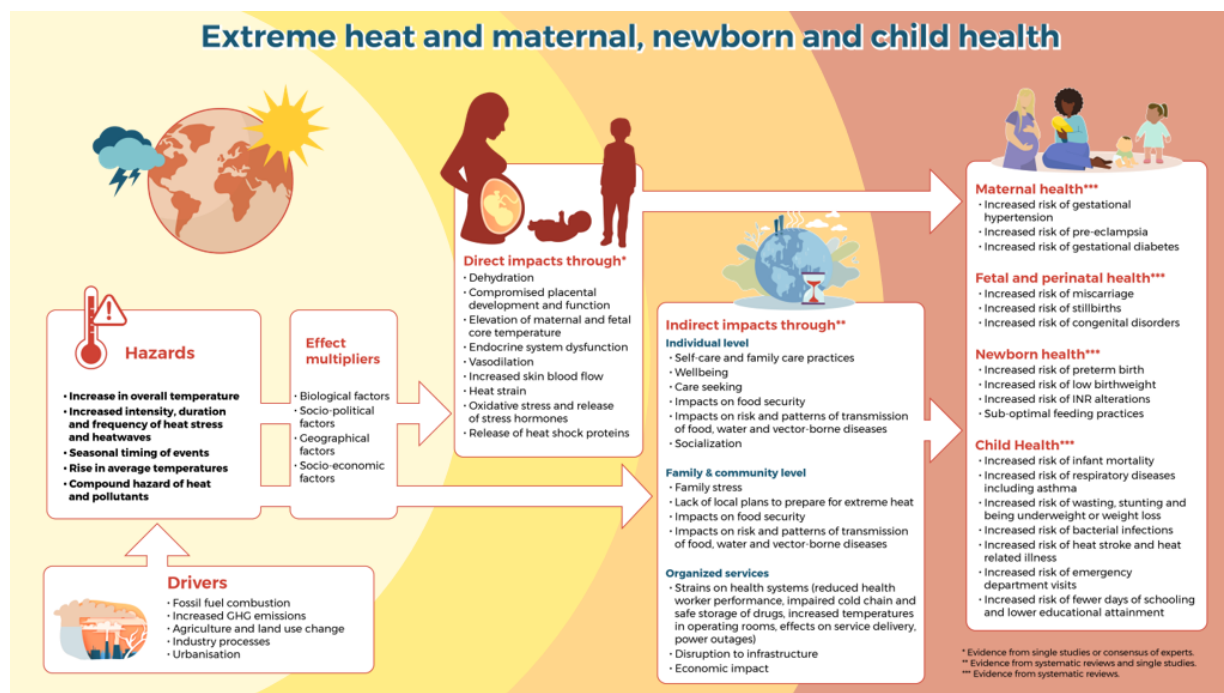 Extreme heat and maternal, newborn and child health
Hazards
• Increase in overall temperature
• Increased intensity, duration
and frequency of heat stress
and heatwaves
• Seasonal timing of events
• Rise in average temperatures
• Compound hazard of heat
and pollutants
Drivers
• Fossil fuel combustion
• Increased GHG emissions
• Agriculture and land use change
• Industry processes
• Urbanisation
Effect
multipliers
• Biological factors
• Socio-political
factors
• Geographical
factors
• Socio-economic
factors
Direct impacts through*
• Dehydration
• Compromised placental
development and function
• Elevation of maternal and fetal
core temperature
• Endocrine system dysfunction
• Vasodilation
• Increased skin blood flow
• Heat strain
• Oxidative stress and release
of stress hormones
• Release of heat shock proteins
Indirect impacts through**
Individual level
• Self-care and family care practices
• Wellbeing
• Care seeking
• Impacts on food security
• Impacts on risk and patterns of transmission
of food, water and vector-borne diseases
• Socialization
Family & community level
• Family stress
• Lack of local plans to prepare for extreme heat
• Impacts on food security
• Impacts on risk and patterns of transmission
of food, water and vector-borne diseases
Organized services
• Strains on health systems (reduced health
worker performance, impaired cold chain and
safe storage of drugs, increased temperatures
in operating rooms, effects on service delivery,
power outages)
• Disruption to infrastructure
• Economic impact
Maternal health***
• Increased risk of gestational
hypertension
• Increased risk of pre-eclampsia
• Increased risk of gestational diabetes
Fetal and perinatal health***
• Increased risk of miscarriage
• Increased risk of stillbirths
• Increased risk of congenital disorders
Newborn health***
• Increased risk of preterm birth
• Increased risk of low birthweight
• Increased risk of INR alterations
• Sub-optimal feeding practices
Child Health***
• Increased risk of infant mortality
• Increased risk of respiratory diseases
including asthma
• Increased risk of wasting, stunting and
being underweight or weight loss
• Increased risk of bacterial infections
• Increased risk of heat stroke and heat
related illness
• Increased risk of emergency
department visits
• Increased risk of fewer days of schooling
and lower educational attainment
* Evidence from single studies or consensus of experts.
** Evidence from systematic reviews and single studies.
*** Evidence from systematic reviews.